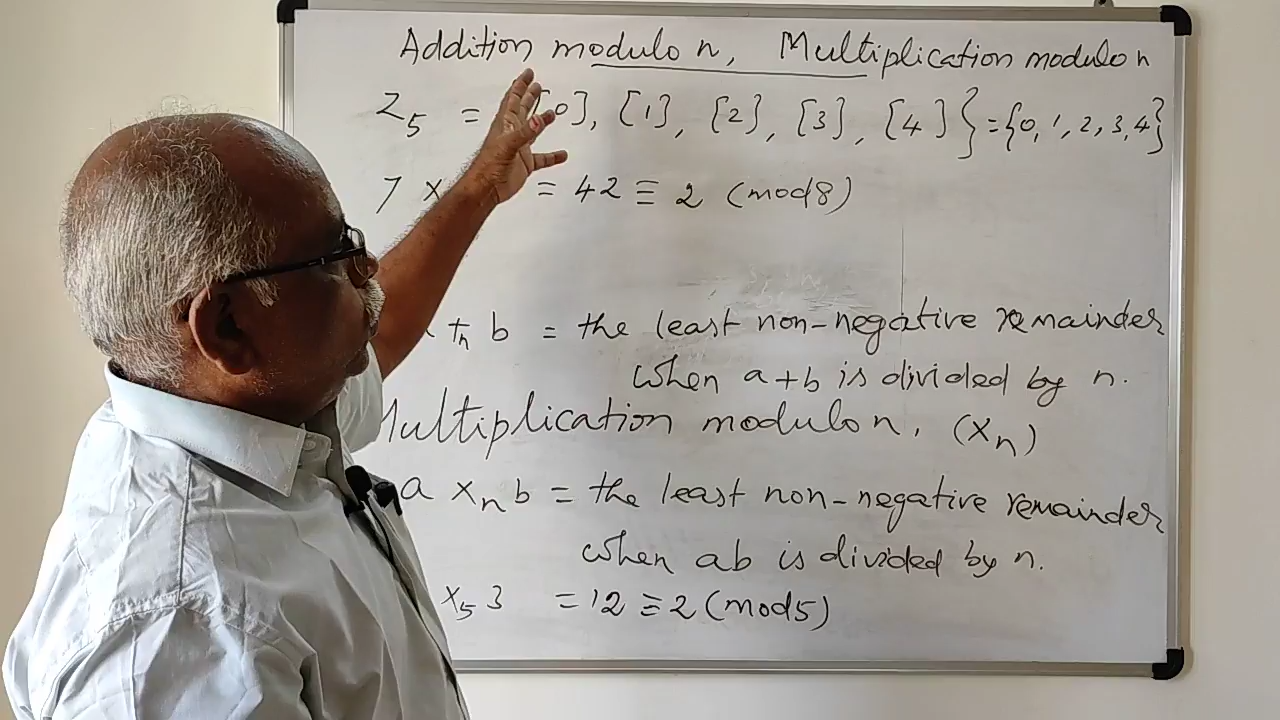 Addition modulo n, Multiplication modulo n
Z5 = [0], [1], [2], [3], [4] } = {0, 1, 2, 3, 4}
7 x = 42 ≡ 2 (mod 8)
+n b = the least non-negative remainder
when a+b is divided by n.
Multiplication modulo n, (xn)
a xn b = the least non-negative remainder
when ab is divided by n.
x5 3 = 12 ≡ 2 (mod 5)